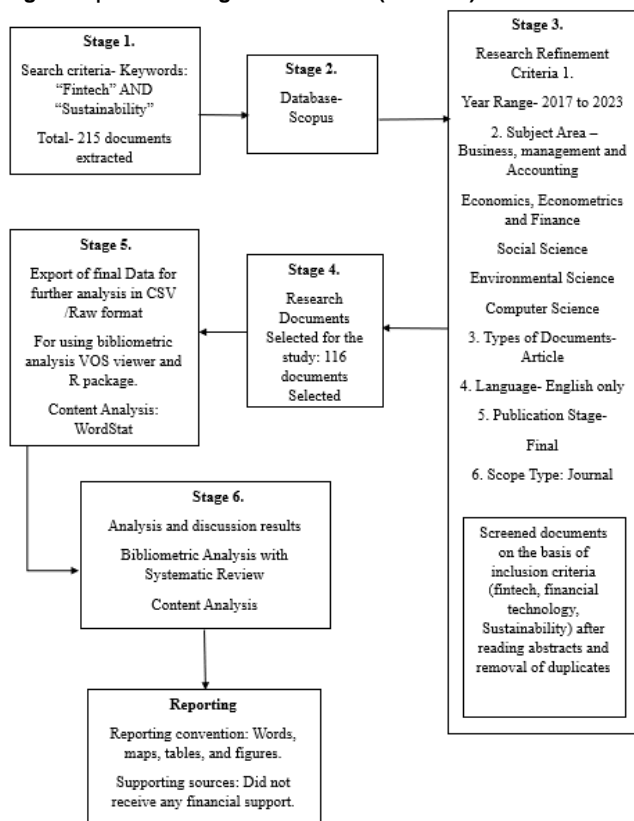 Stage 1.
Search criteria- Keywords:
“Fintech” AND
“Sustainability”
Total- 215 documents
extracted
Stage 2.
Database-
Scopus
Stage 3.
Research Refinement
Criteria 1.
Year Range- 2017 to 2023
2. Subject Area –
Business, management and
Accounting
Economics, Econometrics
and Finance
Social Science
Environmental Science
Computer Science
3. Types of Documents-
Article
4. Language- English only
5. Publication Stage-
Final
6. Scope Type: Journal
Screened documents
on the basis of
inclusion criteria
(fintech, financial
technology,
Sustainability) after
reading abstracts and
removal of duplicates
Stage 4.
Research
Documents
Selected for the
study: 116
documents
Selected
Stage 5.
Export of final Data for
further analysis in CSV
/Raw format
For using bibliometric
analysis VOS viewer and
R package.
Content Analysis:
WordStat
Stage 6.
Analysis and discussion results
Bibliometric Analysis with
Systematic Review
Content Analysis
Reporting
Reporting convention: Words,
maps, tables, and figures.
Supporting sources: Did not
receive any financial support.